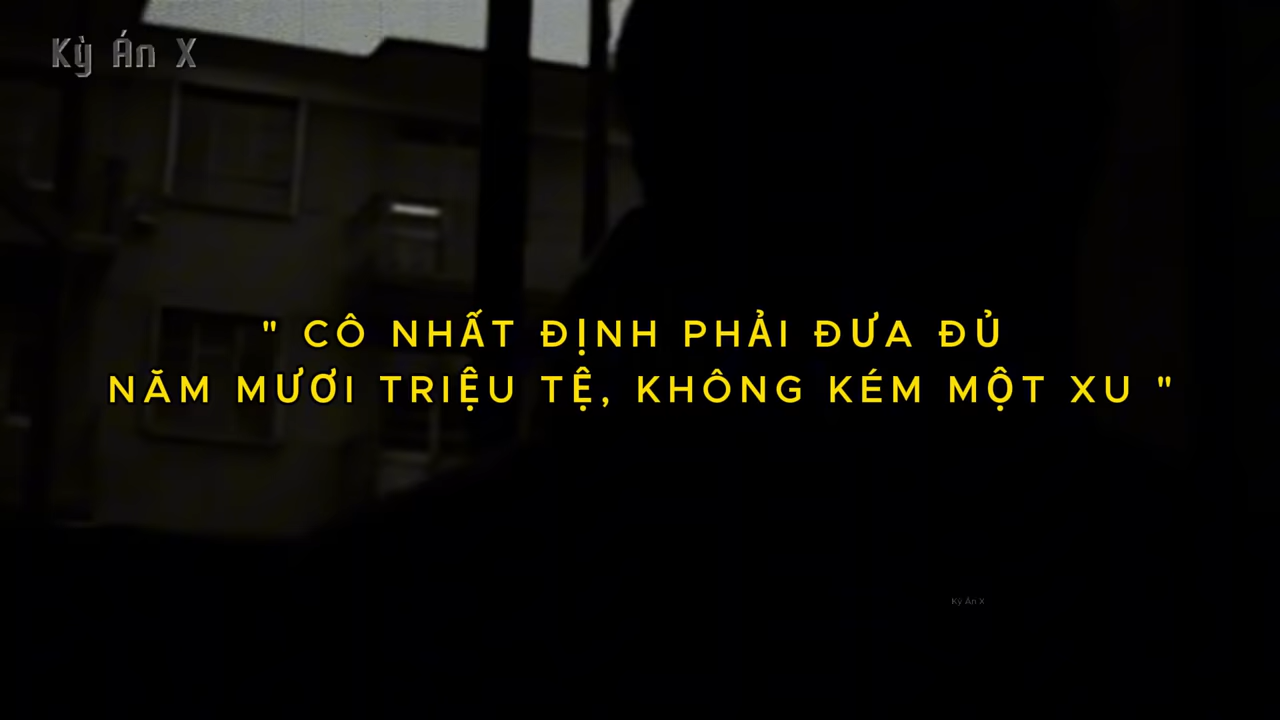 Kỳ Án X
" CÔ NHẤT ĐỊNH PHẢI ĐƯA ĐỦ
NĂM MƯƠI TRIỆU TỆ, KHÔNG KÉM MỘT XU "
Kỳ Án X